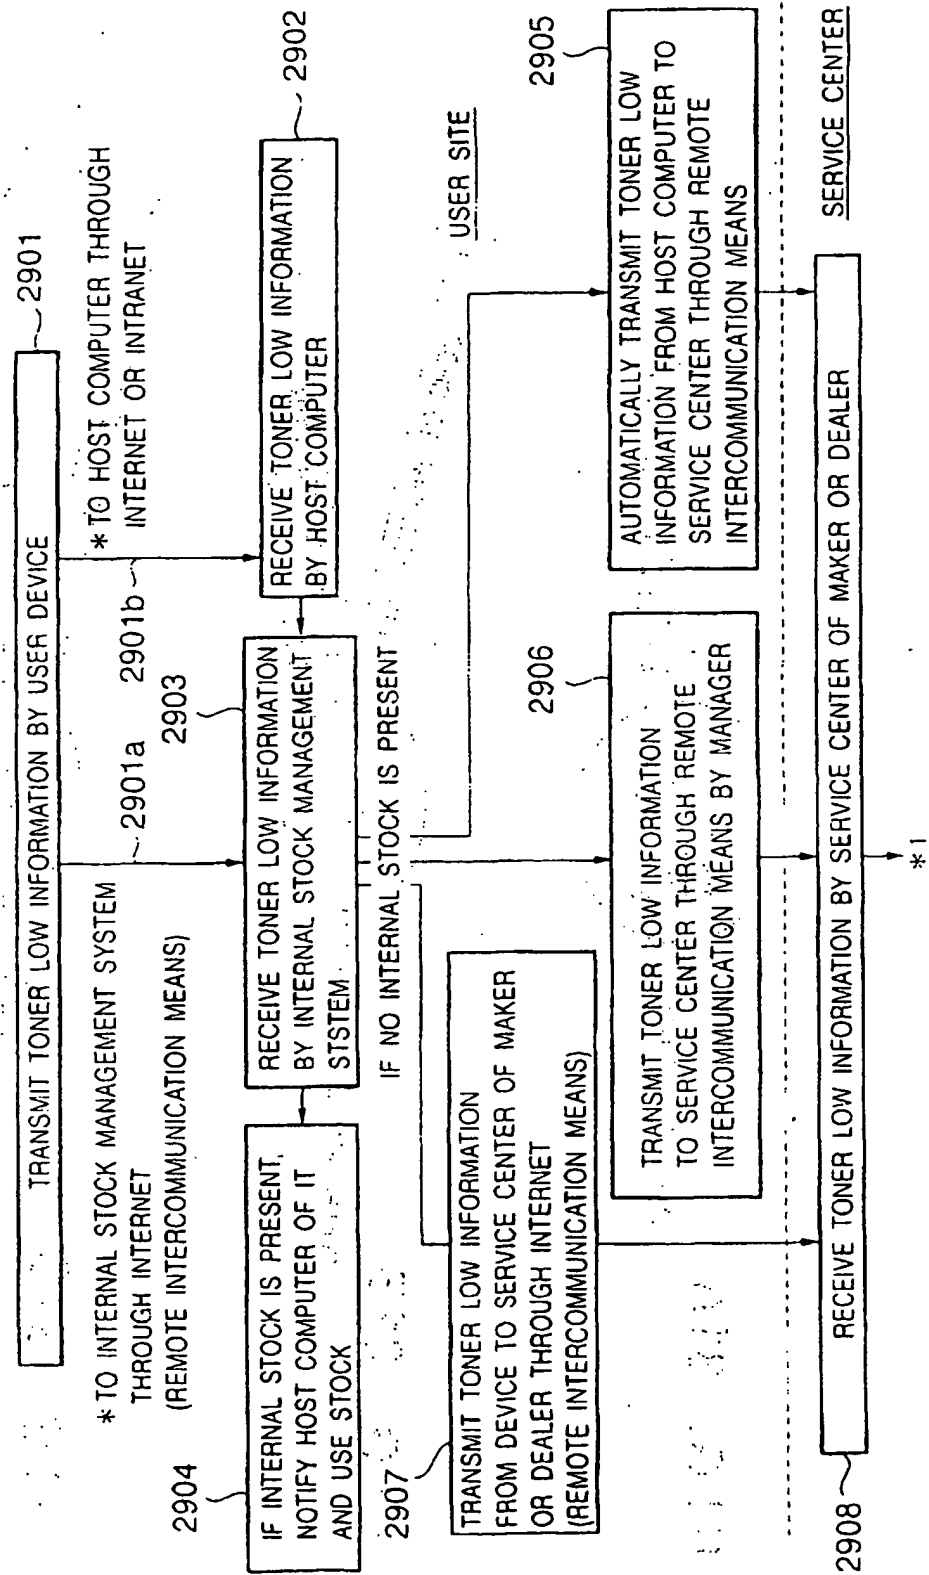 TRANSMIT TONER LOW INFORMATION BY USER DEVICE
2901
* TO INTERNAL STOCK MANAGEMENT SYSTEM
THROUGH INTERNET
(REMOTE INTERCOMMUNICATION MEANS)
2901a
2901b
* TO HOST COMPUTER THROUGH
INTERNET OR INTRANET
2904
IF INTERNAL STOCK IS PRESENT,
NOTIFY HOST COMPUTER OF IT
AND USE STOCK
2903
RECEIVE TONER LOW INFORMATION
BY INTERNAL STOCK MANAGEMENT
STSTEM
2902
RECEIVE TONER LOW INFORMATION
BY HOST COMPUTER
IF NO INTERNAL STOCK IS PRESENT
USER SITE
2907
TRANSMIT TONER LOW INFORMATION
FROM DEVICE TO SERVICE CENTER OF MAKER
OR DEALER THROUGH INTERNET
(REMOTE INTERCOMMUNICATION MEANS)
2906
TRANSMIT TONER LOW INFORMATION
TO SERVICE CENTER THROUGH REMOTE
INTERCOMMUNICATION MEANS BY MANAGER
2905
AUTOMATICALLY TRANSMIT TONER LOW
INFORMATION FROM HOST COMPUTER TO
SERVICE CENTER THROUGH REMOTE
INTERCOMMUNICATION MEANS
SERVICE CENTER
2908
RECEIVE TONER LOW INFORMATION BY SERVICE CENTER OF MAKER OR DEALER
*1